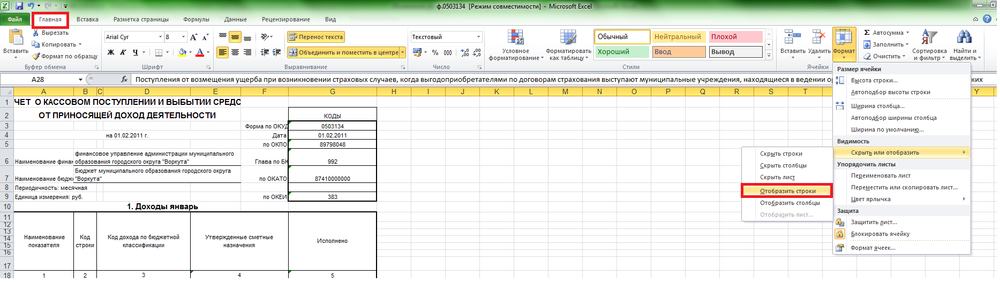 ф.0503134 [Режим совместимости] - Microsoft Excel
Файл Главная Вставка Разметка страницы Формулы Данные Рецензирование Вид
Вставить
Вырезать
Копировать
Формат по образцу
Буфер обмена
Arial Cyr 8
Ж К Ч
Шрифт
Перенос текста
Объединить и поместить в центре
Выравнивание
Текстовый
% 000
Число
Условное форматирование
Форматировать как таблицу
Обычный Нейтральный Плохой
Хороший Ввод Вывод
Стили
Вставить Удалить Формат
Ячейки
Σ Автосумма
Заполнить
Очистить
Сортировка и фильтр
Найти и выделить
A28 fx Поступления от возмещения ущерба при возникновении страховых случаев, когда выгодоприобретателями по договорам страхования выступают муниципальные учреждения, находящиеся в ведении ских
A B C D E F G H I J K L M N O P Q R S T Y
1 ЧЕТ О КАССОВОМ ПОСТУПЛЕНИИ И ВЫБЫТИИ СРЕДС
2 ОТ ПРИНОСЯЩЕЙ ДОХОД ДЕЯТЕЛЬНОСТИ КОДЫ
3 Форма по ОКУД 0503134
4 на 01.02.2011 г. Дата 01.02.2011
5 по ОКПО 89798048
финансовое управление администрации муниципального
6 Наименование финан образования городского округа "Воркута" Глава по БК 992
Бюджет муниципального образования городского округа
7 Наименование бюдже "Воркута" по ОКАТО 87410000000
8 Периодичность: месячная
9 Единица измерения: руб. по ОКЕИ 383
10 1. Доходы январь
11
12
13
14 Наименование Код Код дохода по бюджетной Утвержденные сметные Исполнено
15 показателя строки классификации назначения
16
17
18 1 2 3 4 5
Размер ячейки
Высота строки...
Автоподбор высоты строки
Ширина столбца...
Автоподбор ширины столбца
Ширина по умолчанию...
Видимость
Скрыть или отобразить
Упорядочить листы
Переименовать лист
Переместить или скопировать лист...
Цвет ярлычка
Защита
Защитить лист...
Блокировать ячейку
Формат ячеек...
Скрыть строки
Скрыть столбцы
Скрыть лист
Отобразить строки
Отобразить столбцы
Отобразить лист...